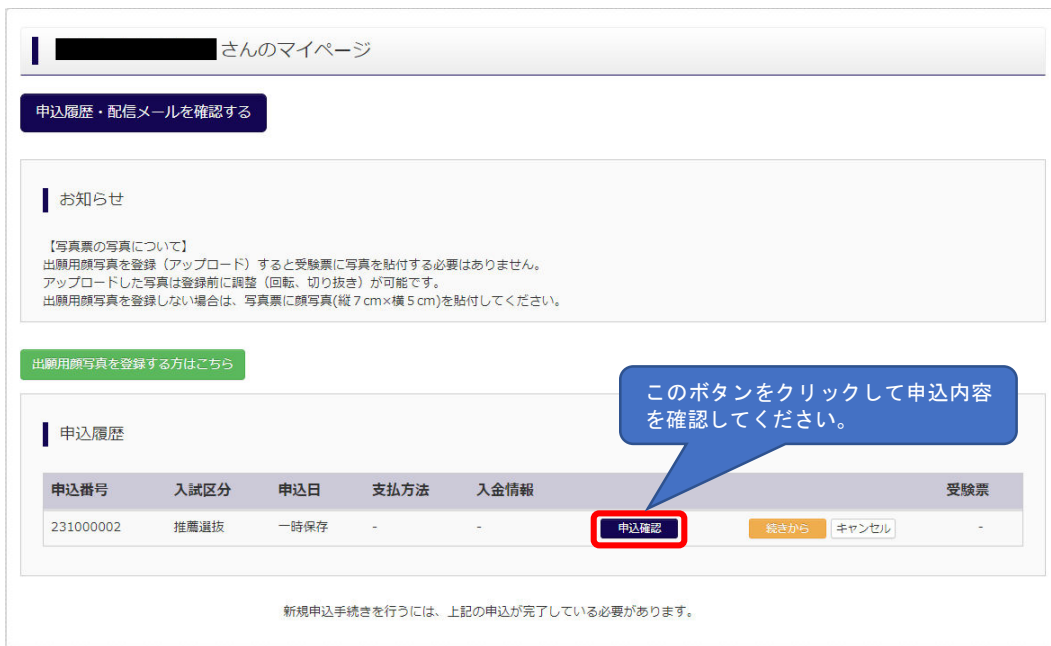 さんのマイページ
申込履歴・配信メールを確認する
お知らせ
【写真票の写真について】
出願用顔写真を登録（アップロード）すると受験票に写真を貼付する必要はありません。
アップロードした写真は登録前に調整（回転、切り抜き）が可能です。
出願用顔写真を登録しない場合は、写真票に顔写真(縦７cm×横５cm)を貼付してください。
出願用顔写真を登録する方はこちら
このボタンをクリックして申込内容
を確認してください。
申込履歴
申込番号 入試区分 申込日 支払方法 入金情報 受験票
231000002 推薦選抜 一時保存 - - 申込確認 続きから キャンセル -
新規申込手続きを行うには、上記の申込が完了している必要があります。